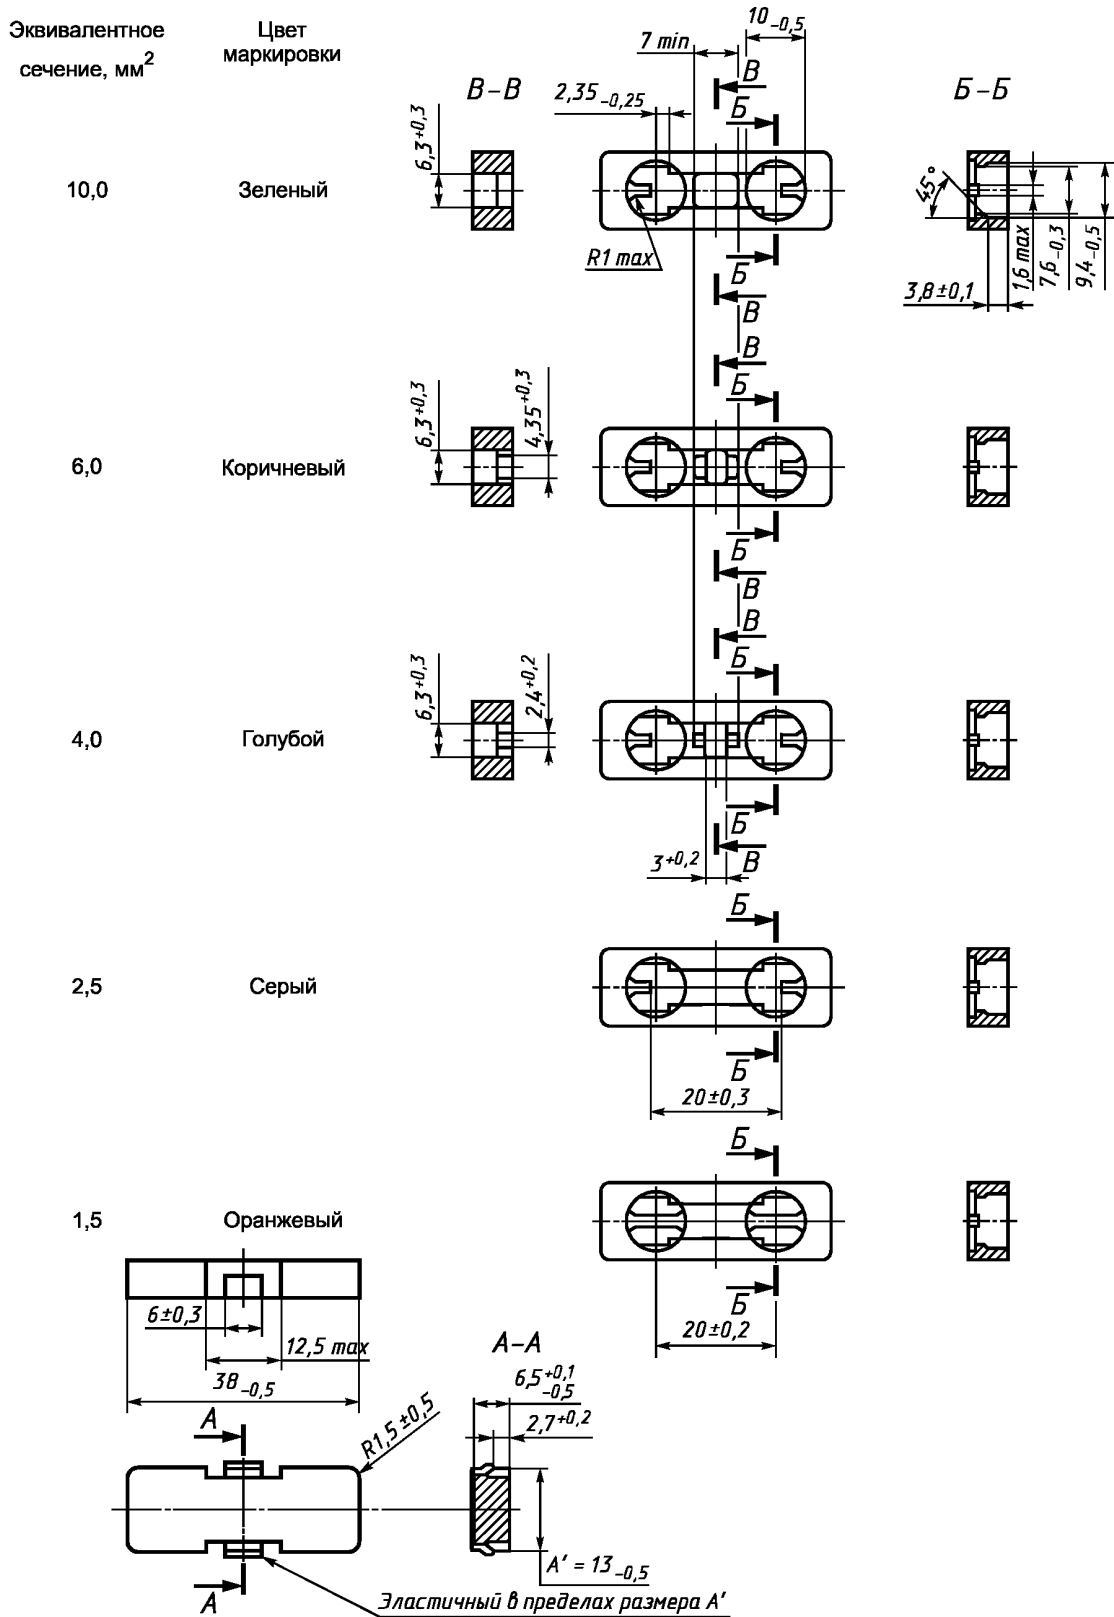 Эквивалентное
сечение, мм²
Цвет
маркировки
10 -0,5
7 min
В
В–В
2,35 -0,25
Б
Б–Б
6,3+0,3
10,0
Зеленый
45°
R1 max
Б
1,6 max
7,6 -0,3
9,4 -0,5
3,8±0,1
В
В
6,3+0,3
4,35+0,3
Б
6,0
Коричневый
Б
В
В
6,3+0,3
2,4+0,2
Б
4,0
Голубой
Б
3+0,2
В
Б
2,5
Серый
Б
20±0,3
Б
1,5
Оранжевый
Б
6±0,3
20±0,2
12,5 max
А–А
38 -0,5
6,5 +0,1 -0,5
А
R1,5±0,5
2,7+0,2
А' = 13 -0,5
А
Эластичный в пределах размера А'